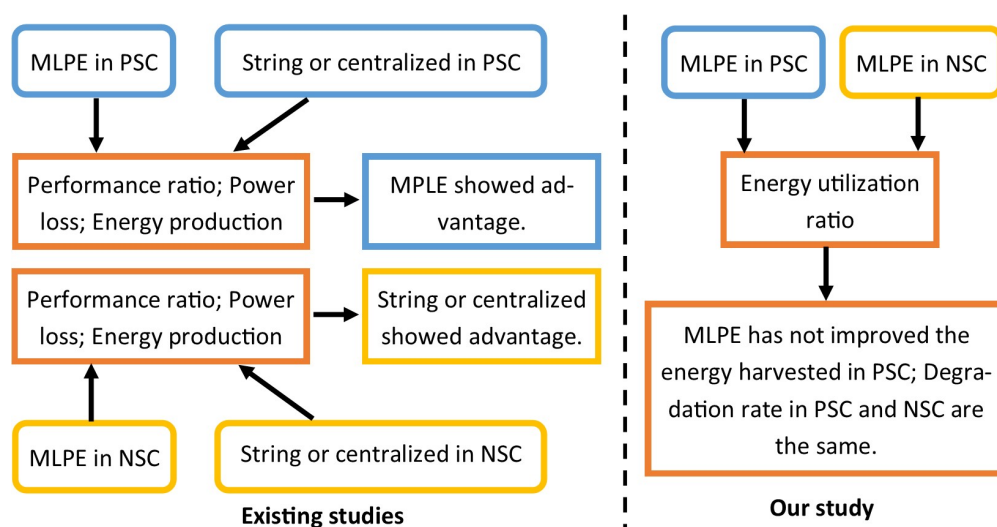 MLPE in PSC
String or centralized in PSC
Performance ratio; Power
loss; Energy production
MPLE showed ad-
vantage.
Performance ratio; Power
loss; Energy production
String or centralized
showed advantage.
MLPE in NSC
String or centralized in NSC
Existing studies
MLPE in PSC
MLPE in NSC
Energy utilization
ratio
MLPE has not improved the
energy harvested in PSC; Degra-
dation rate in PSC and NSC are
the same.
Our study